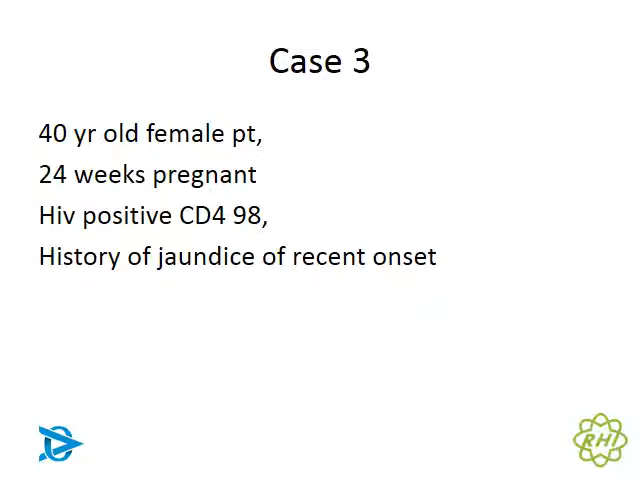 Case 3
40 yr old female pt,
24 weeks pregnant
Hiv positive CD4 98,
History of jaundice of recent onset
RHI